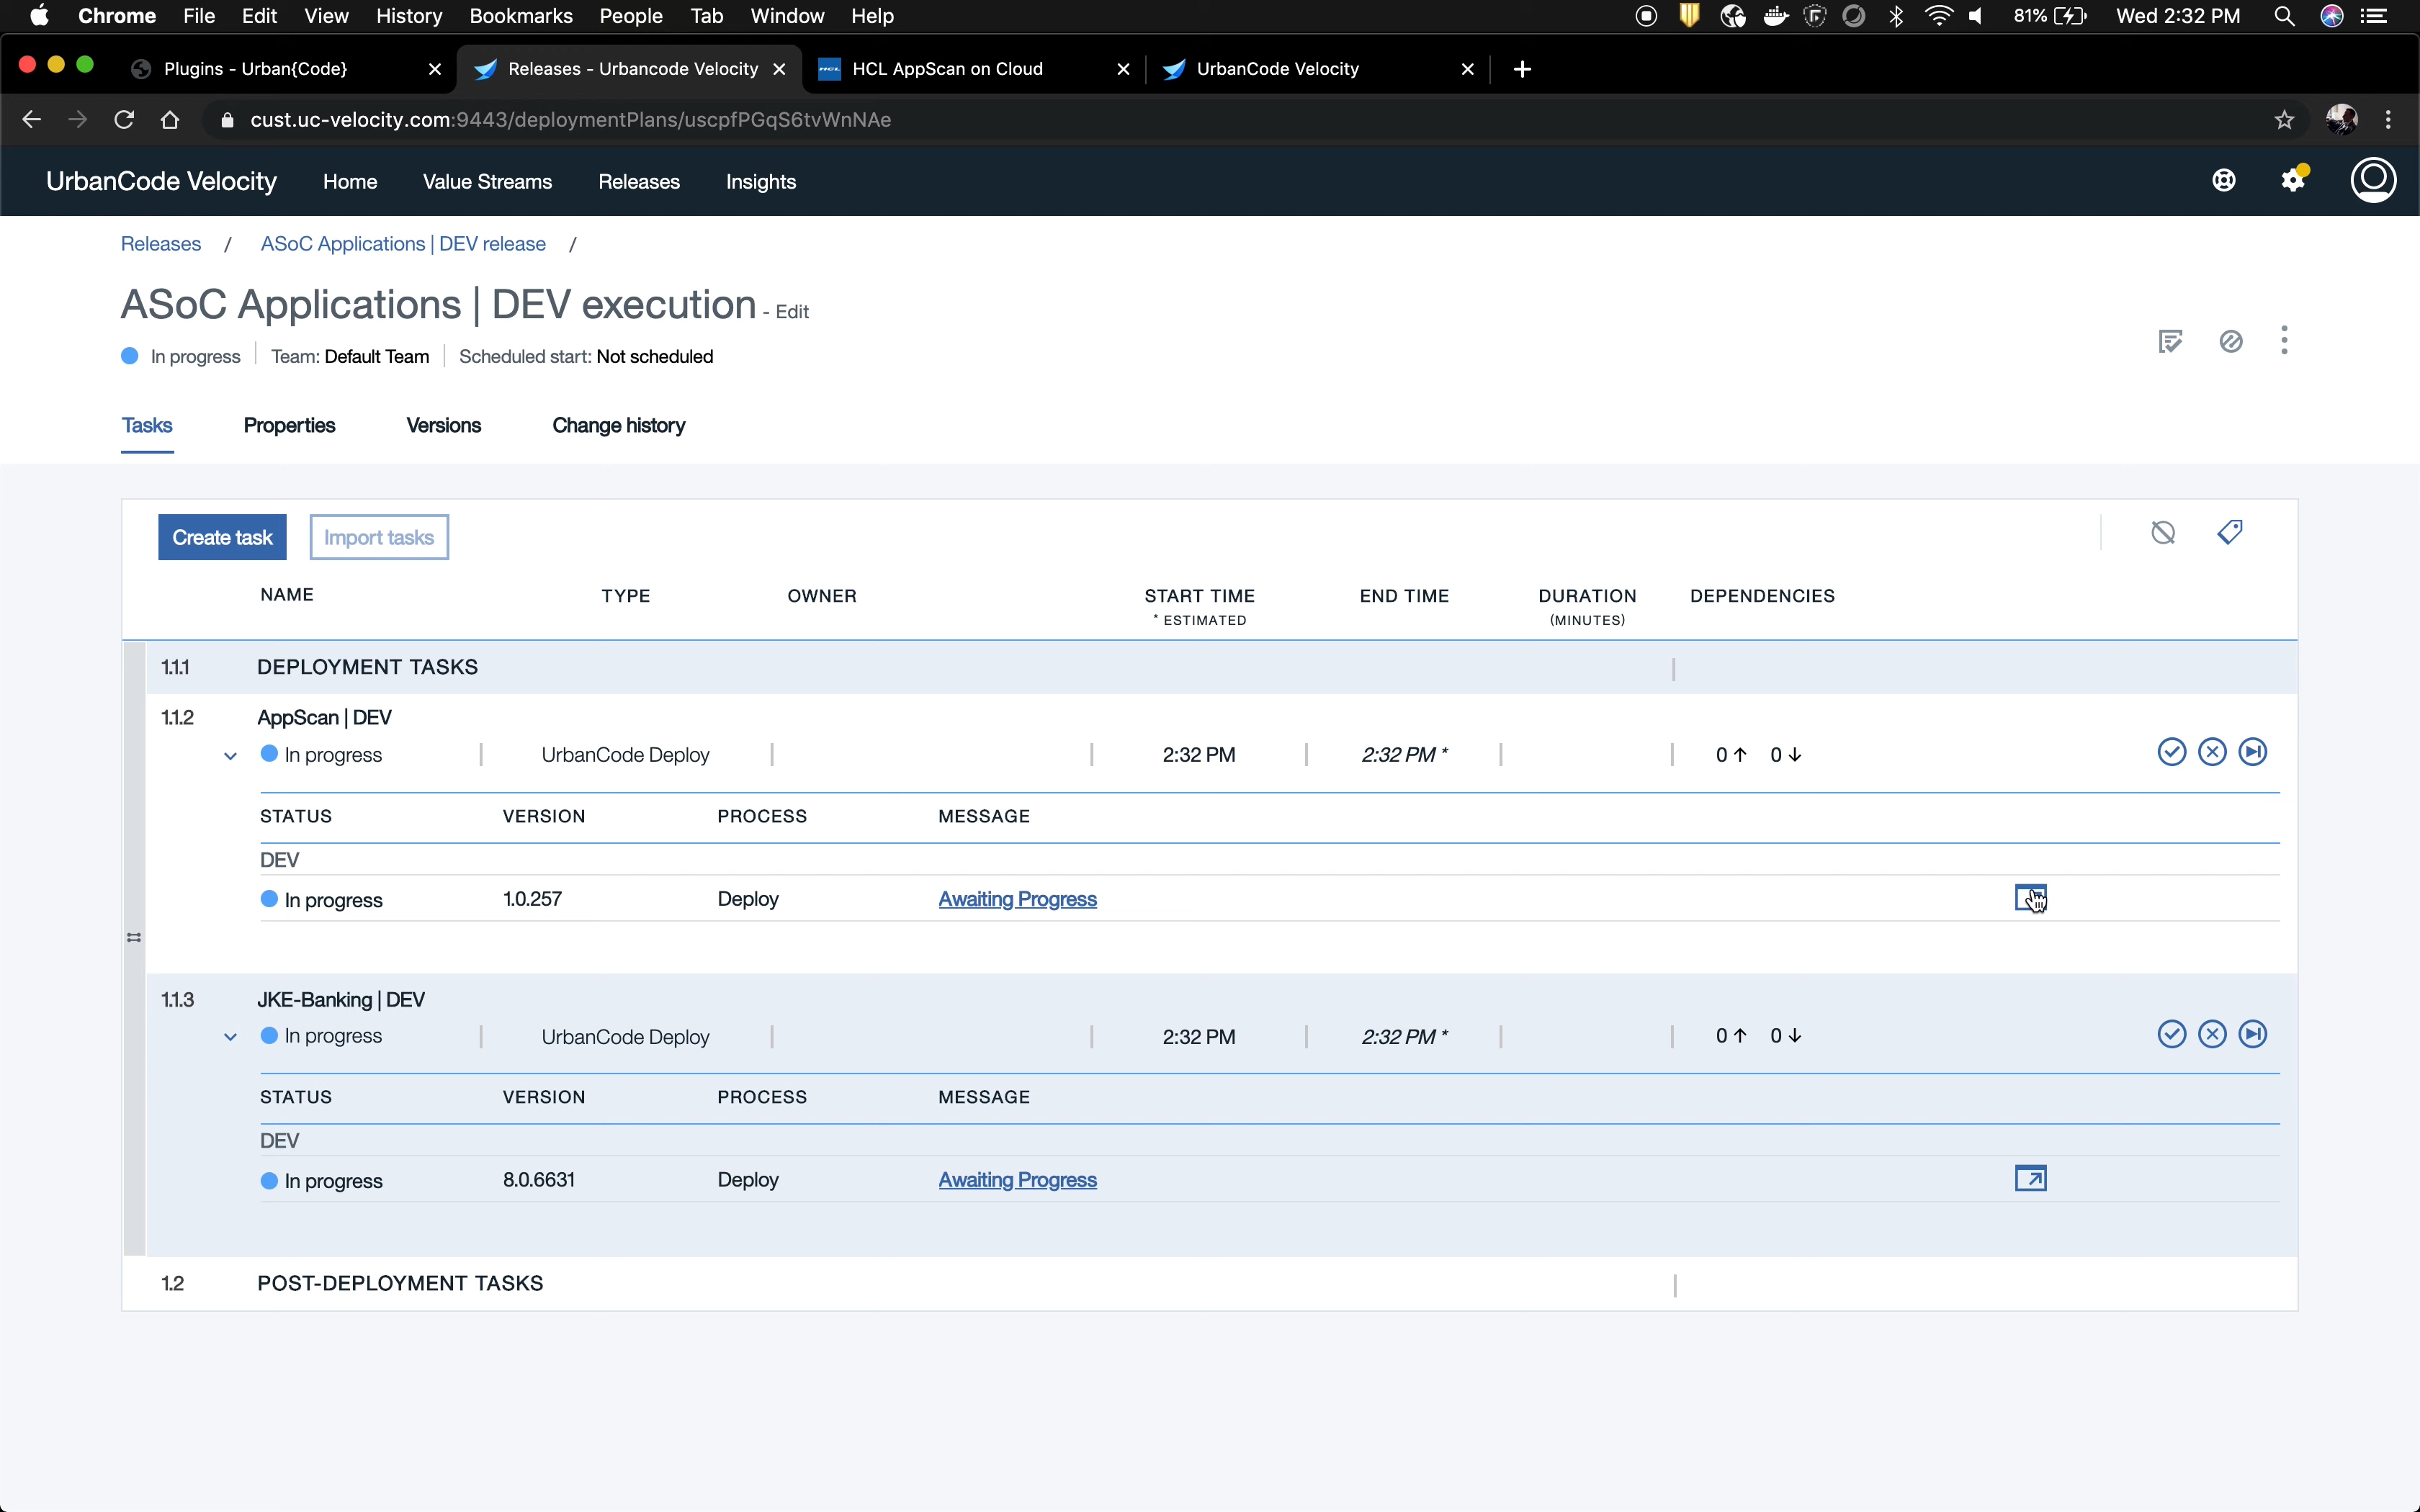 Chrome File Edit View History Bookmarks People Tab Window Help 81% Wed 2:32 PM
Plugins - Urban{Code} Releases - Urbancode Velocity HCL AppScan on Cloud UrbanCode Velocity
cust.uc-velocity.com:9443/deploymentPlans/uscpfPGqS6tvWnNAe
UrbanCode Velocity Home Value Streams Releases Insights
Releases / ASoC Applications | DEV release /
ASoC Applications | DEV execution - Edit
In progress Team: Default Team Scheduled start: Not scheduled
Tasks Properties Versions Change history
Create task Import tasks
NAME TYPE OWNER START TIME END TIME DURATION DEPENDENCIES
* ESTIMATED (MINUTES)
1.1.1 DEPLOYMENT TASKS
1.1.2 AppScan | DEV
In progress UrbanCode Deploy 2:32 PM 2:32 PM * 0 ↑ 0 ↓
STATUS VERSION PROCESS MESSAGE
DEV
In progress 1.0.257 Deploy Awaiting Progress
1.1.3 JKE-Banking | DEV
In progress UrbanCode Deploy 2:32 PM 2:32 PM * 0 ↑ 0 ↓
STATUS VERSION PROCESS MESSAGE
DEV
In progress 8.0.6631 Deploy Awaiting Progress
1.2 POST-DEPLOYMENT TASKS